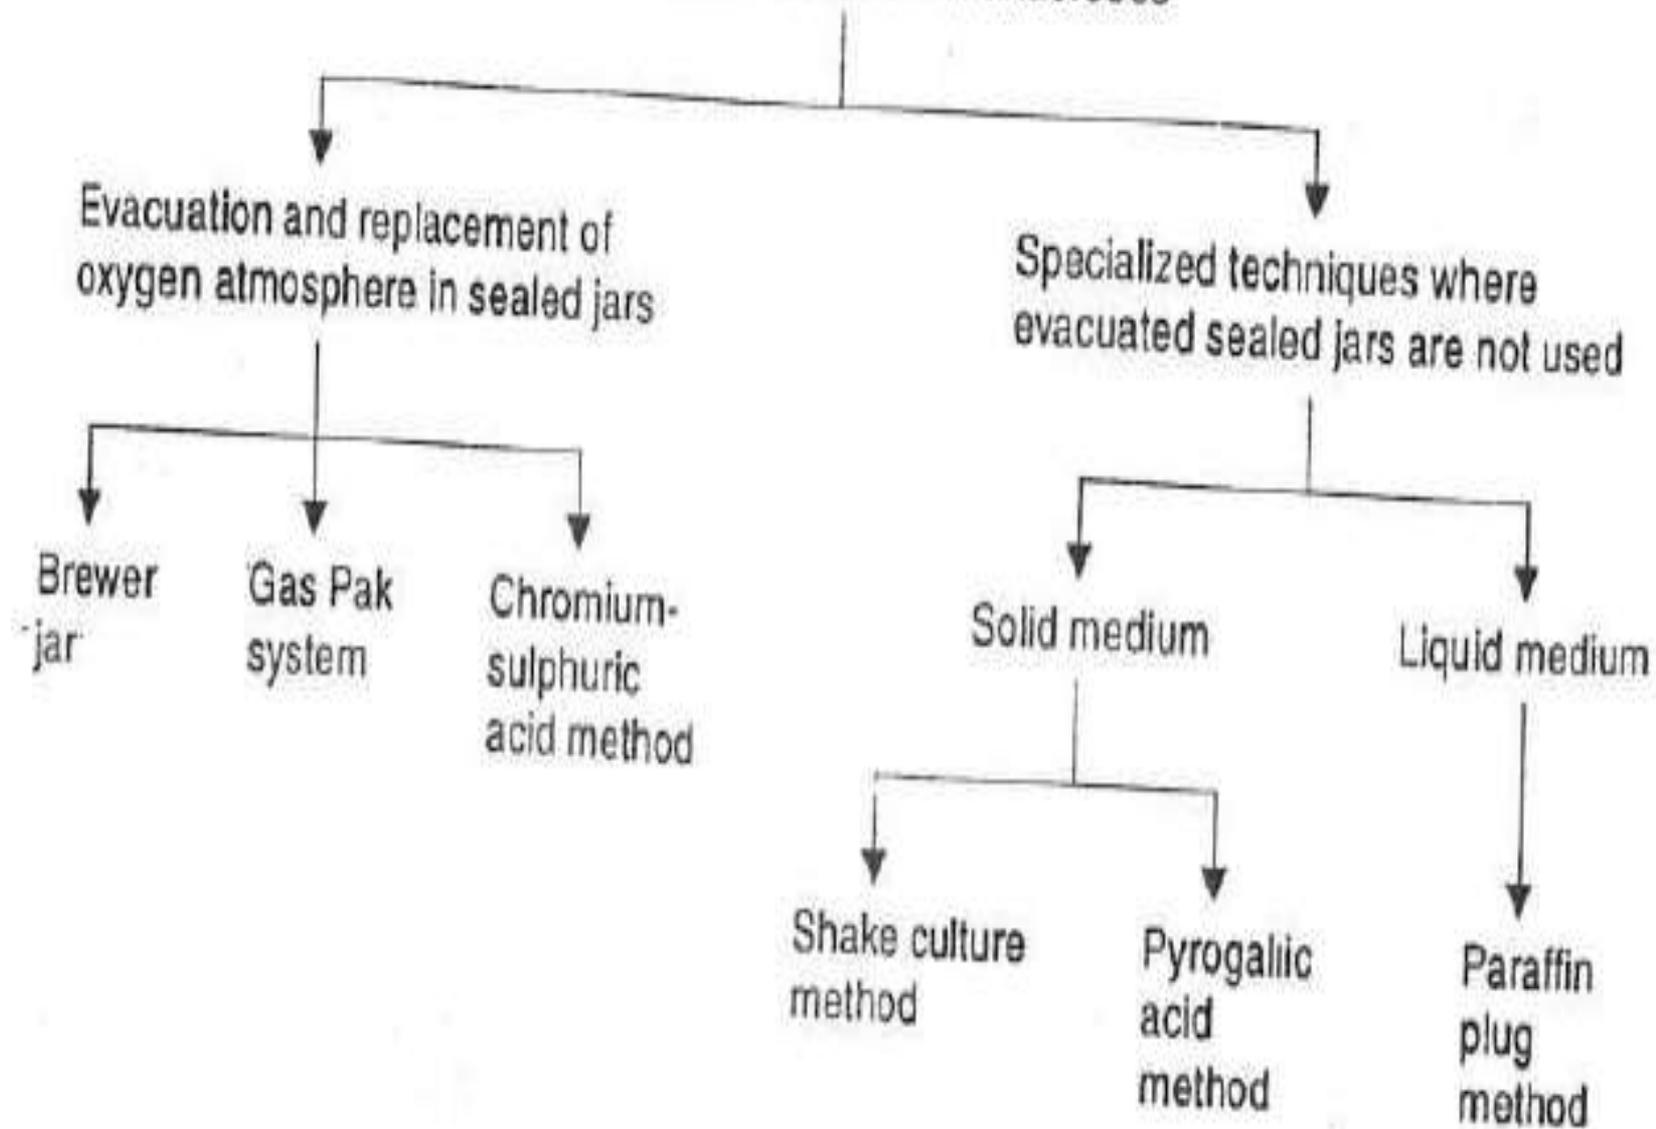 Evacuation and replacement of
oxygen atmosphere in sealed jars
Specialized techniques where
evacuated sealed jars are not used
Brewer
jar
Gas Pak
system
Chromium-
sulphuric
acid method
Solid medium
Liquid medium
Shake culture
method
Pyrogallic
acid
method
Paraffin
plug
method